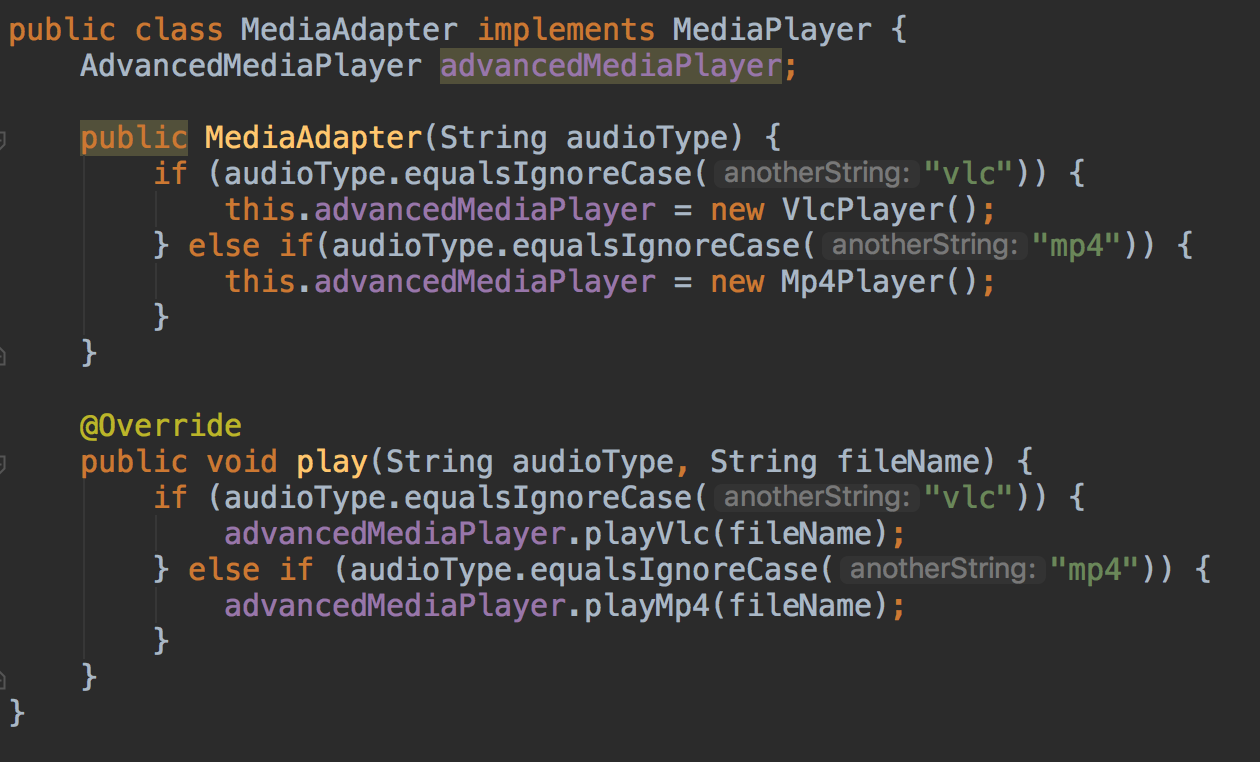 public class MediaAdapter implements MediaPlayer {
    AdvancedMediaPlayer advancedMediaPlayer;

    public MediaAdapter(String audioType) {
        if (audioType.equalsIgnoreCase( anotherString: "vlc")) {
            this.advancedMediaPlayer = new VlcPlayer();
        } else if(audioType.equalsIgnoreCase( anotherString: "mp4")) {
            this.advancedMediaPlayer = new Mp4Player();
        }
    }

    @Override
    public void play(String audioType, String fileName) {
        if (audioType.equalsIgnoreCase( anotherString: "vlc")) {
            advancedMediaPlayer.playVlc(fileName);
        } else if (audioType.equalsIgnoreCase( anotherString: "mp4")) {
            advancedMediaPlayer.playMp4(fileName);
        }
    }
}